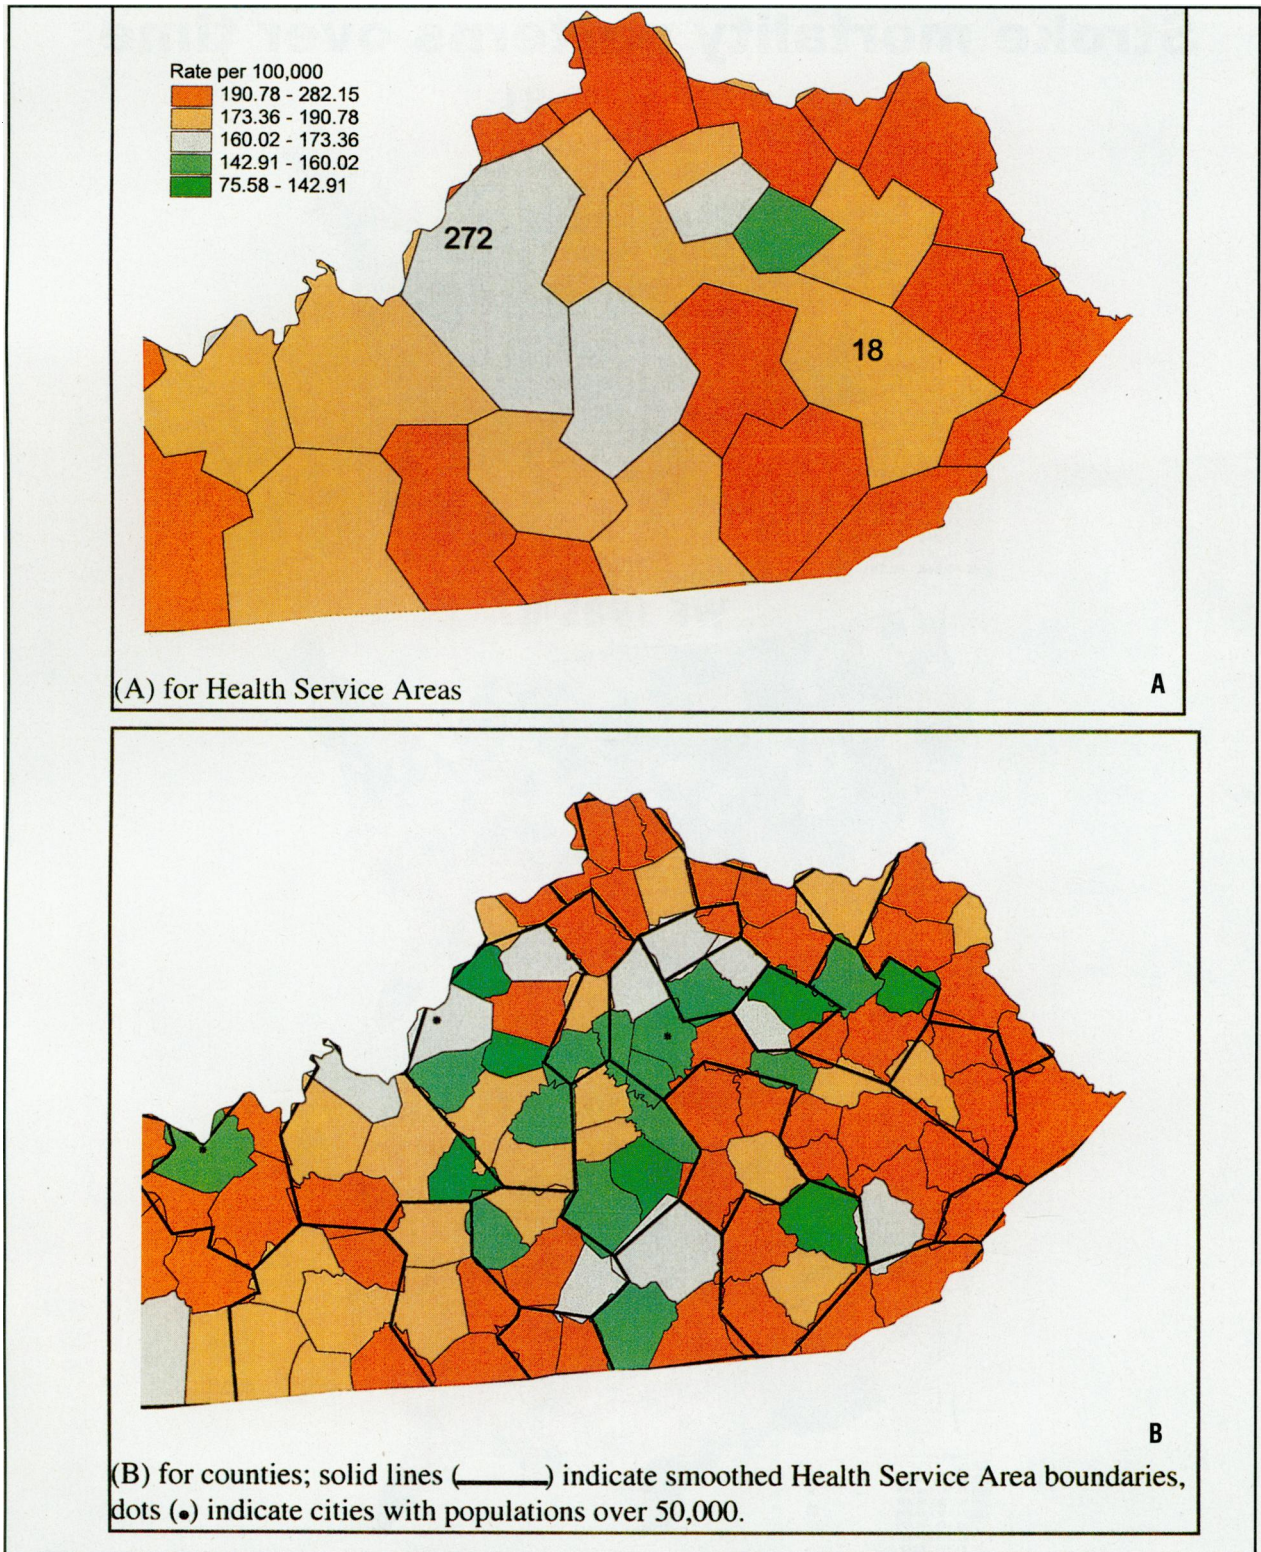 Rate per 100,000
190.78 - 282.15
173.36 - 190.78
160.02 - 173.36
142.91 - 160.02
75.58 - 142.91
272
18
(A) for Health Service Areas
A
B
(B) for counties; solid lines (———) indicate smoothed Health Service Area boundaries,
dots (•) indicate cities with populations over 50,000.